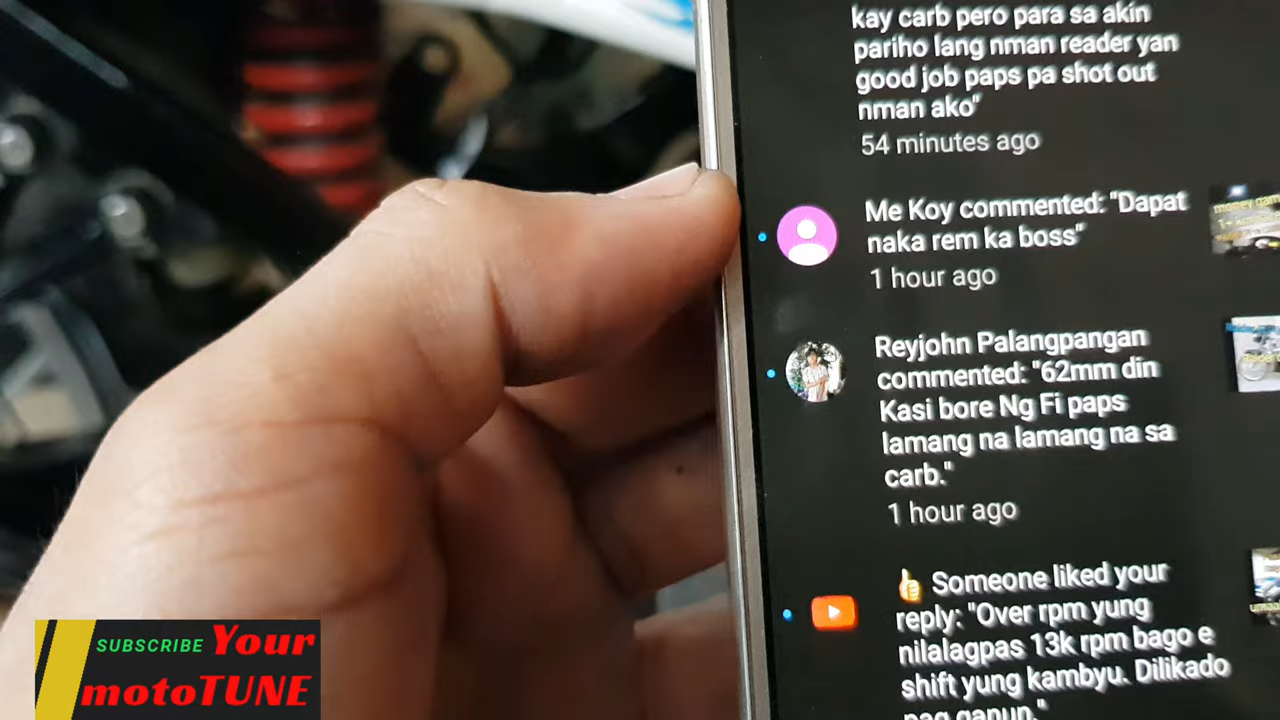 kay carb pero para sa akin
pariho lang nman reader yan
good job paps pa shot out
nman ako"
54 minutes ago
Me Koy commented: "Dapat
naka rem ka boss"
1 hour ago
Reyjohn Palangpangan
commented: "62mm din
Kasi bore Ng Fi paps
lamang na lamang na sa
carb."
1 hour ago
👍 Someone liked your
reply: "Over rpm yung
nilalagpas 13k rpm bago e
shift yung kambyu. Dilikado
pag ganun."
SUBSCRIBE Your
motoTUNE